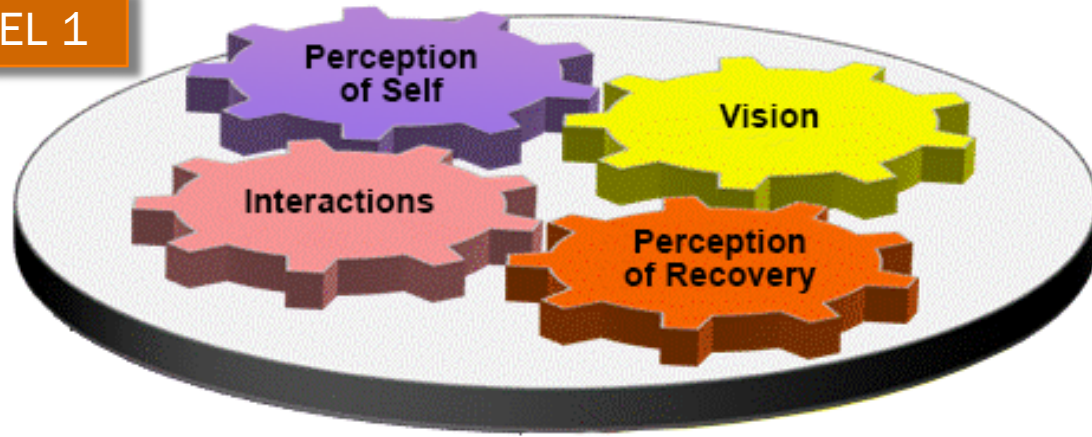 EL 1
Perception
of Self
Vision
Interactions
Perception
of Recovery